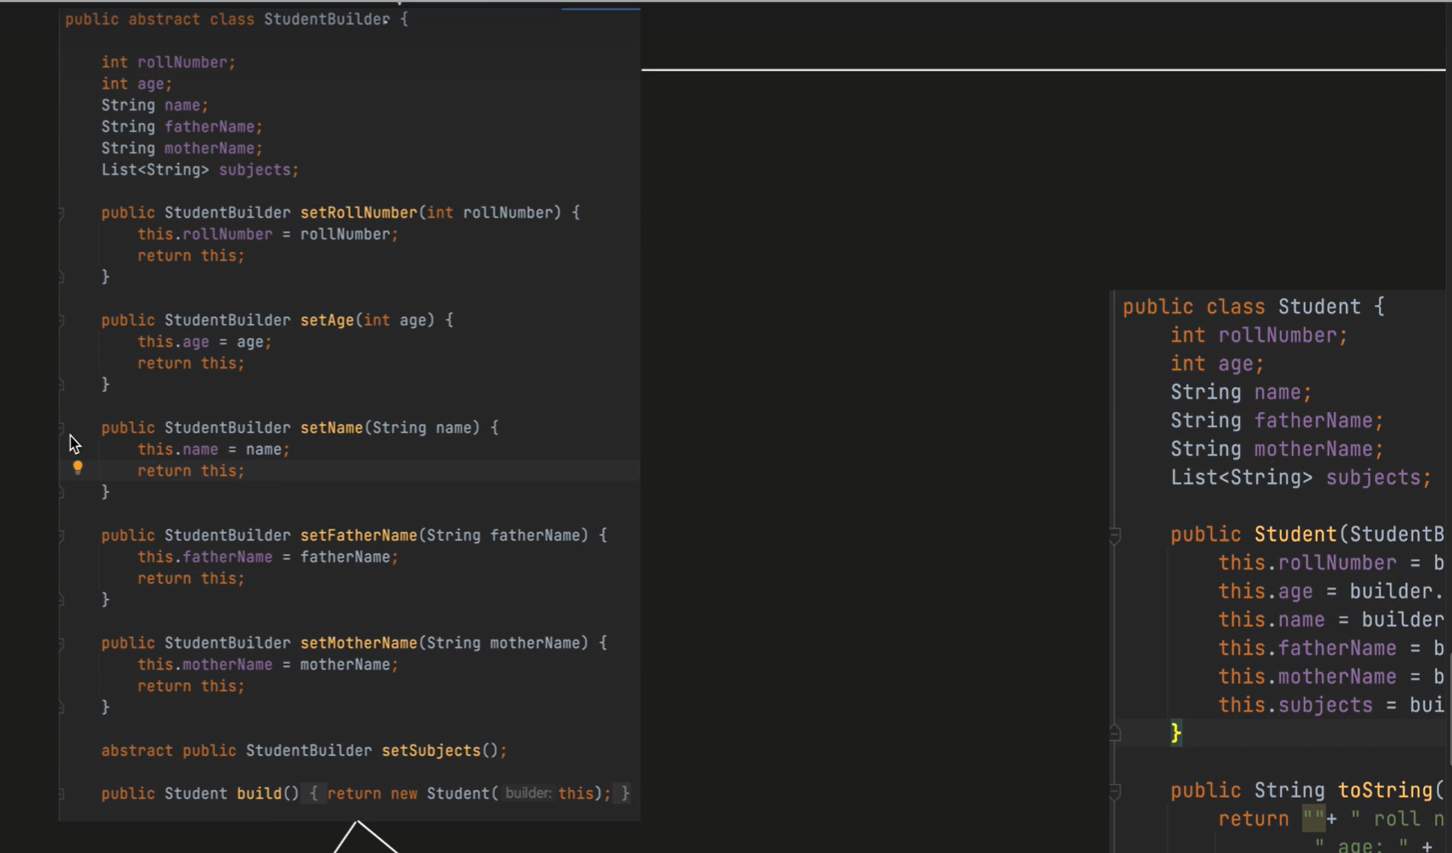 public abstract class StudentBuilder {
int rollNumber;
int age;
String name;
String fatherName;
String motherName;
List<String> subjects;
public StudentBuilder setRollNumber(int rollNumber) {
this.rollNumber = rollNumber;
return this;
}
public StudentBuilder setAge(int age) {
this.age = age;
return this;
}
public StudentBuilder setName(String name) {
this.name = name;
return this;
}
public StudentBuilder setFatherName(String fatherName) {
this.fatherName = fatherName;
return this;
}
public StudentBuilder setMotherName(String motherName) {
this.motherName = motherName;
return this;
}
abstract public StudentBuilder setSubjects();
public Student build() { return new Student( builder: this); }
public class Student {
int rollNumber;
int age;
String name;
String fatherName;
String motherName;
List<String> subjects;
public Student(StudentB
this.rollNumber = b
this.age = builder.
this.name = builder
this.fatherName = b
this.motherName = b
this.subjects = bui
}
public String toString(
return ""+ " roll n
" age: " +